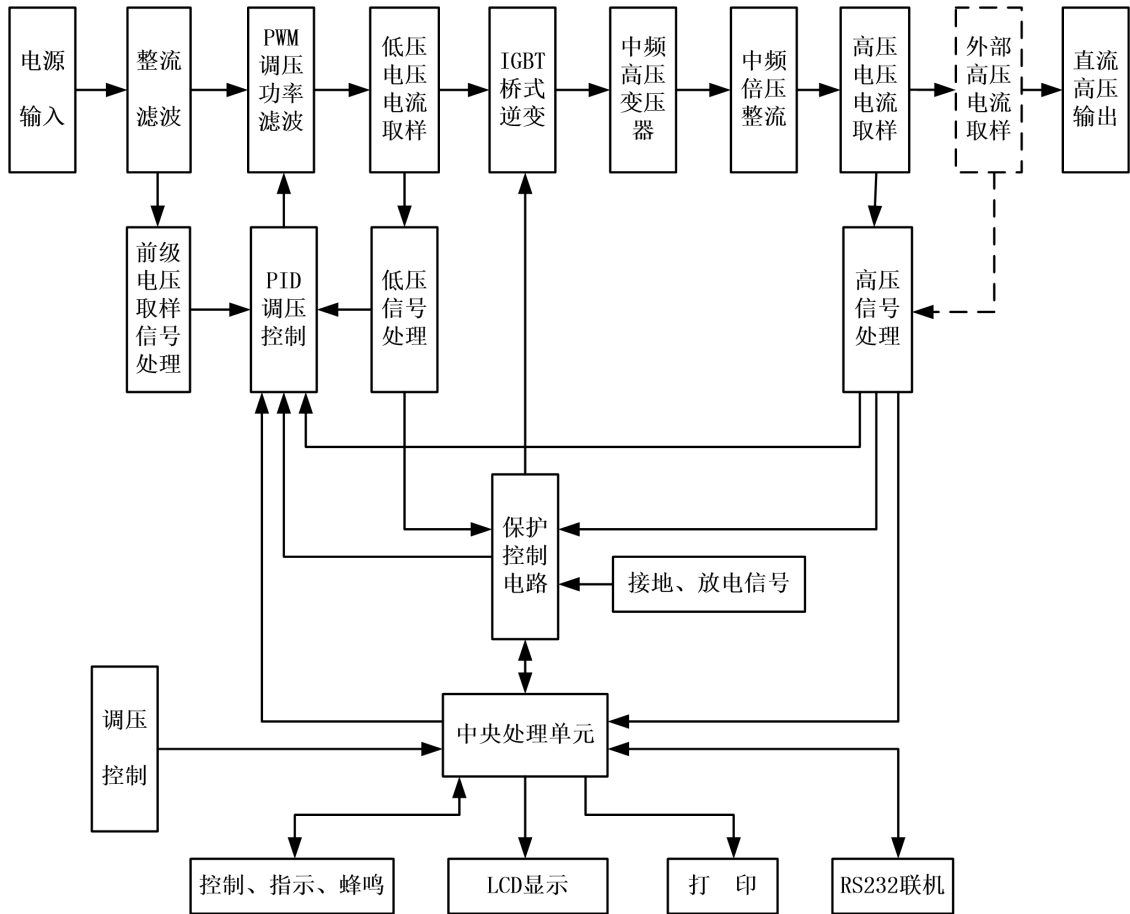 电源
输入
整流
滤波
PWM
调压
功率
滤波
低压
电压
电流
取样
IGBT
桥式
逆变
中频
高压
变压
器
中频
倍压
整流
高压
电压
电流
取样
外部
高压
电流
取样
直流
高压
输出
前级
电压
取样
信号
处理
PID
调压
控制
低压
信号
处理
高压
信号
处理
保护
控制
电路
接地、放电信号
调压
控制
中央处理单元
控制、指示、蜂鸣
LCD显示
打 印
RS232联机